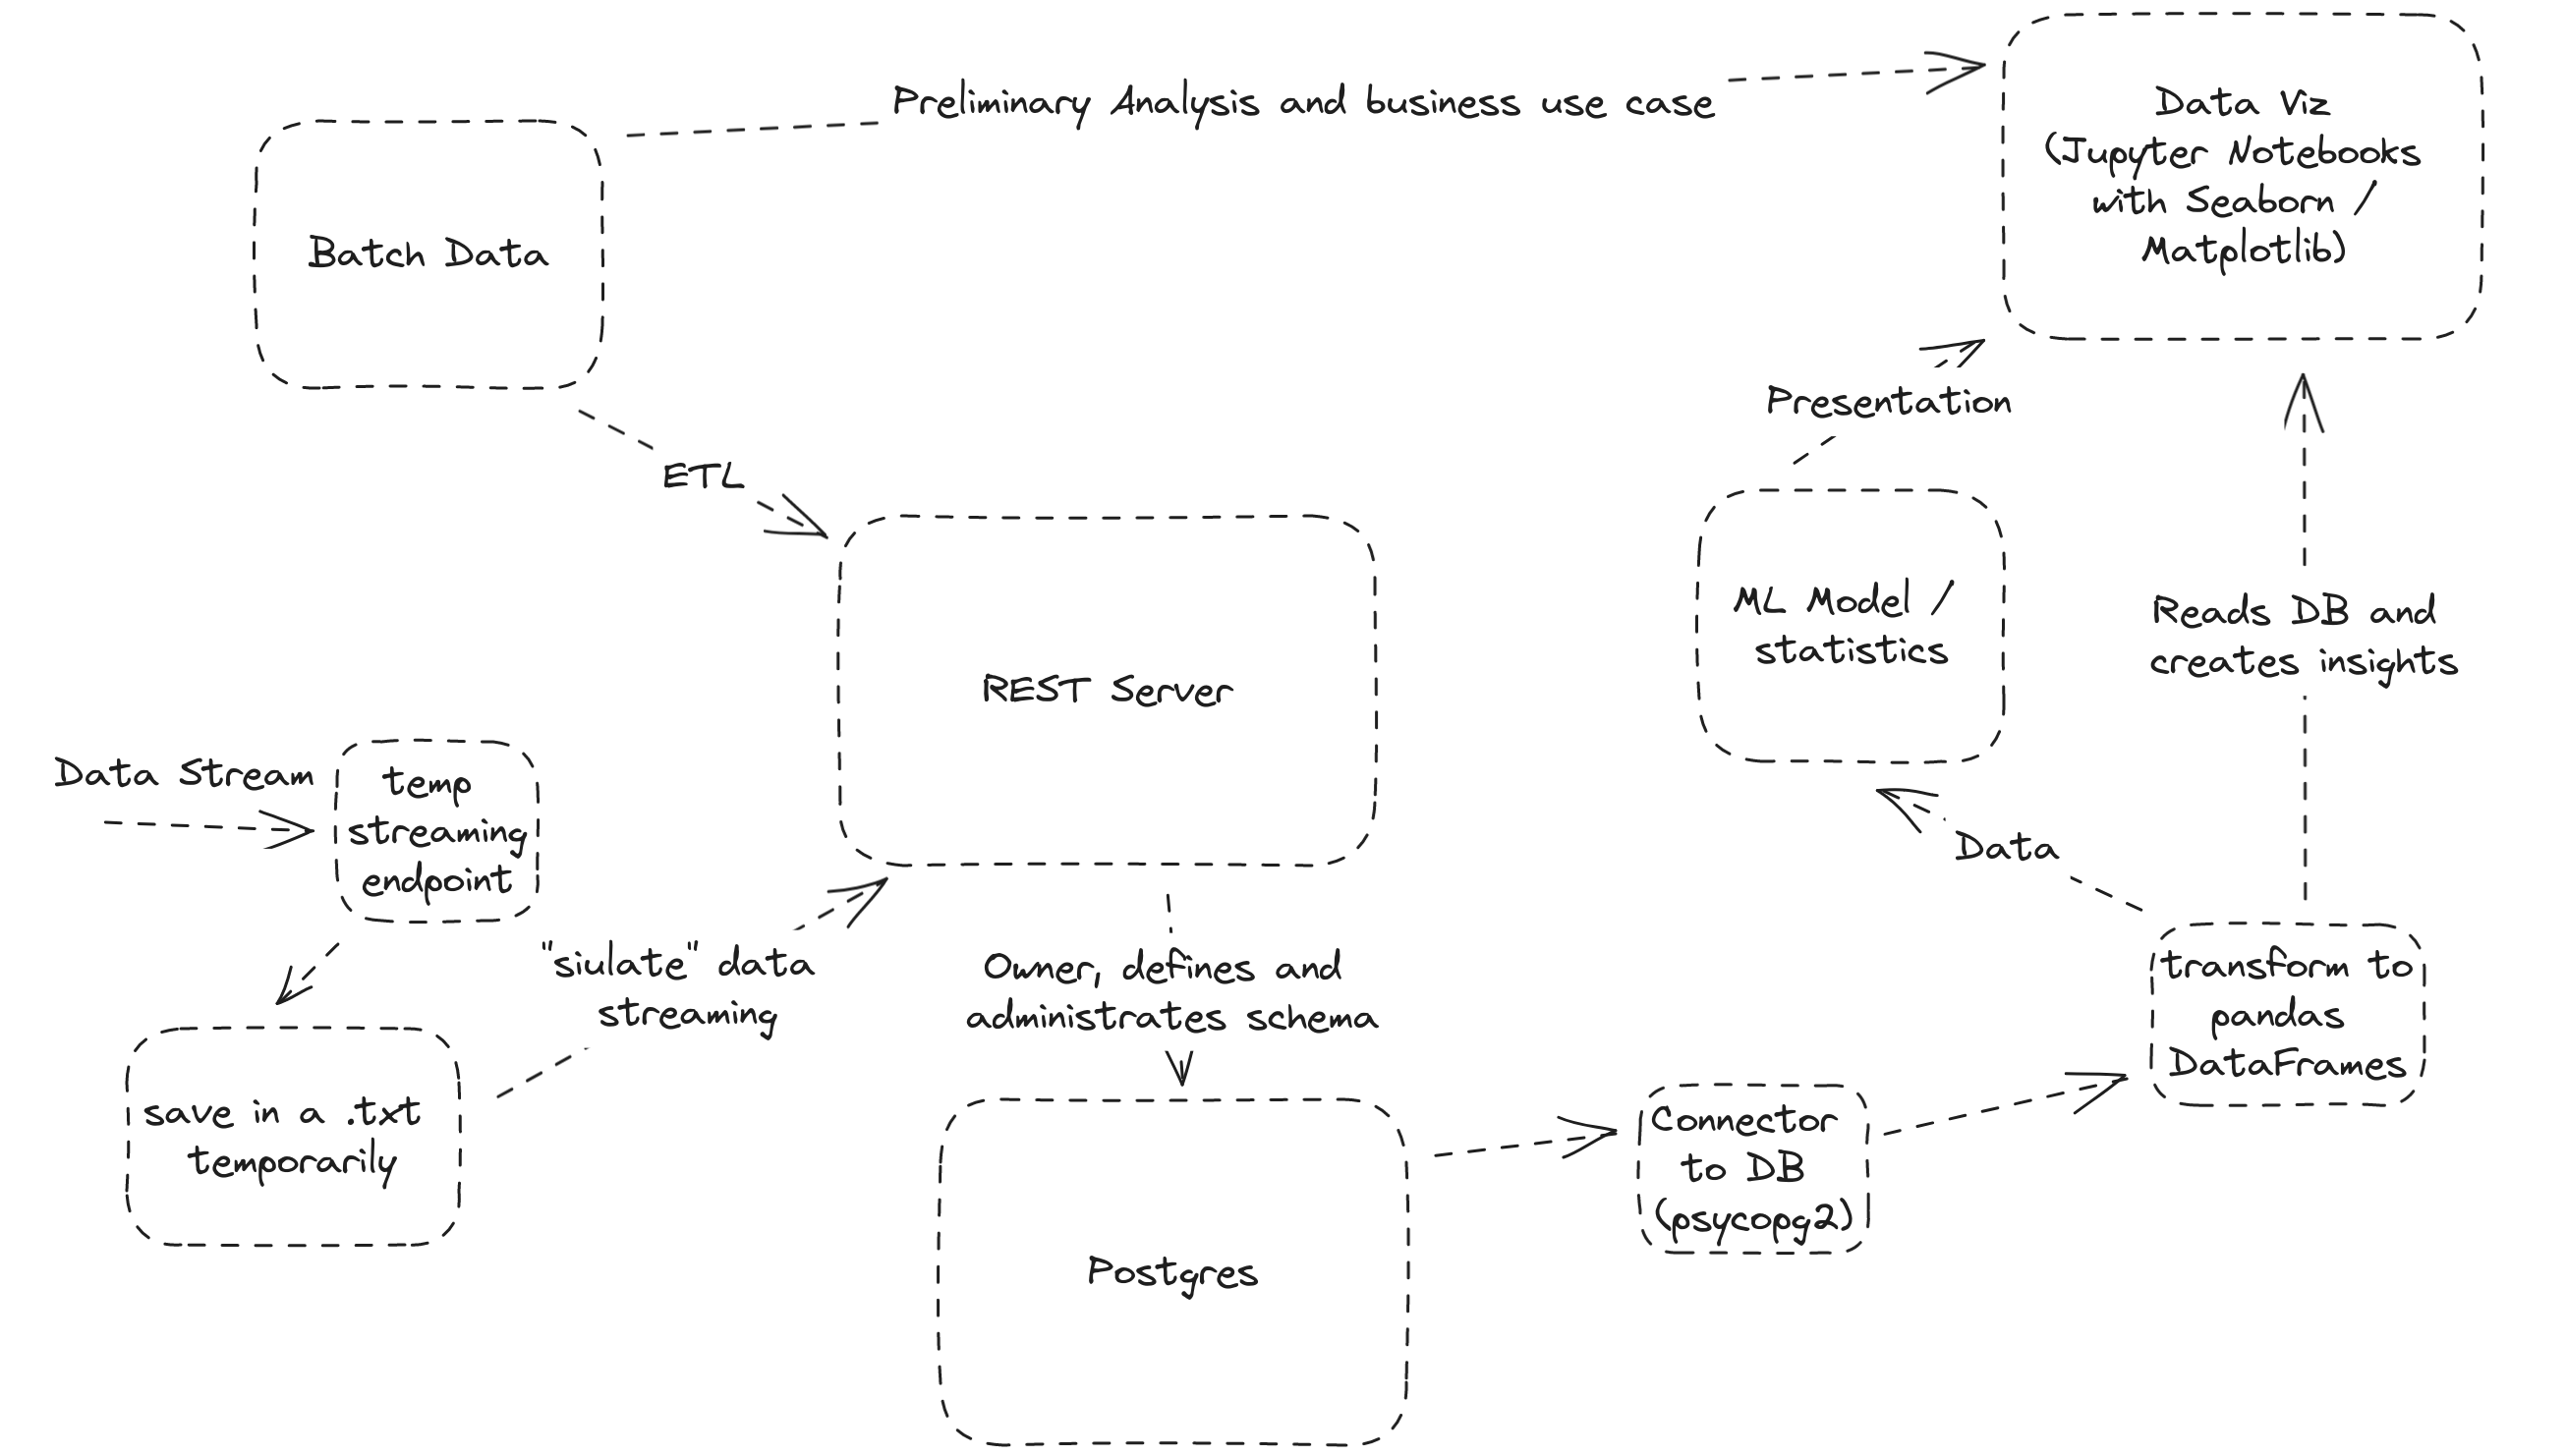 Preliminary Analysis and business use case
Data Viz
(Jupyter Notebooks
with Seaborn /
Matplotlib)
Batch Data
Presentation
ETL
ML Model /
statistics
Reads DB and
creates insights
REST Server
Data Stream
temp
streaming
endpoint
Data
"siulate" data
streaming
Owner, defines and
administrates schema
transform to
pandas
DataFrames
save in a .txt
temporarily
Connector
to DB
(psycopg2)
Postgres